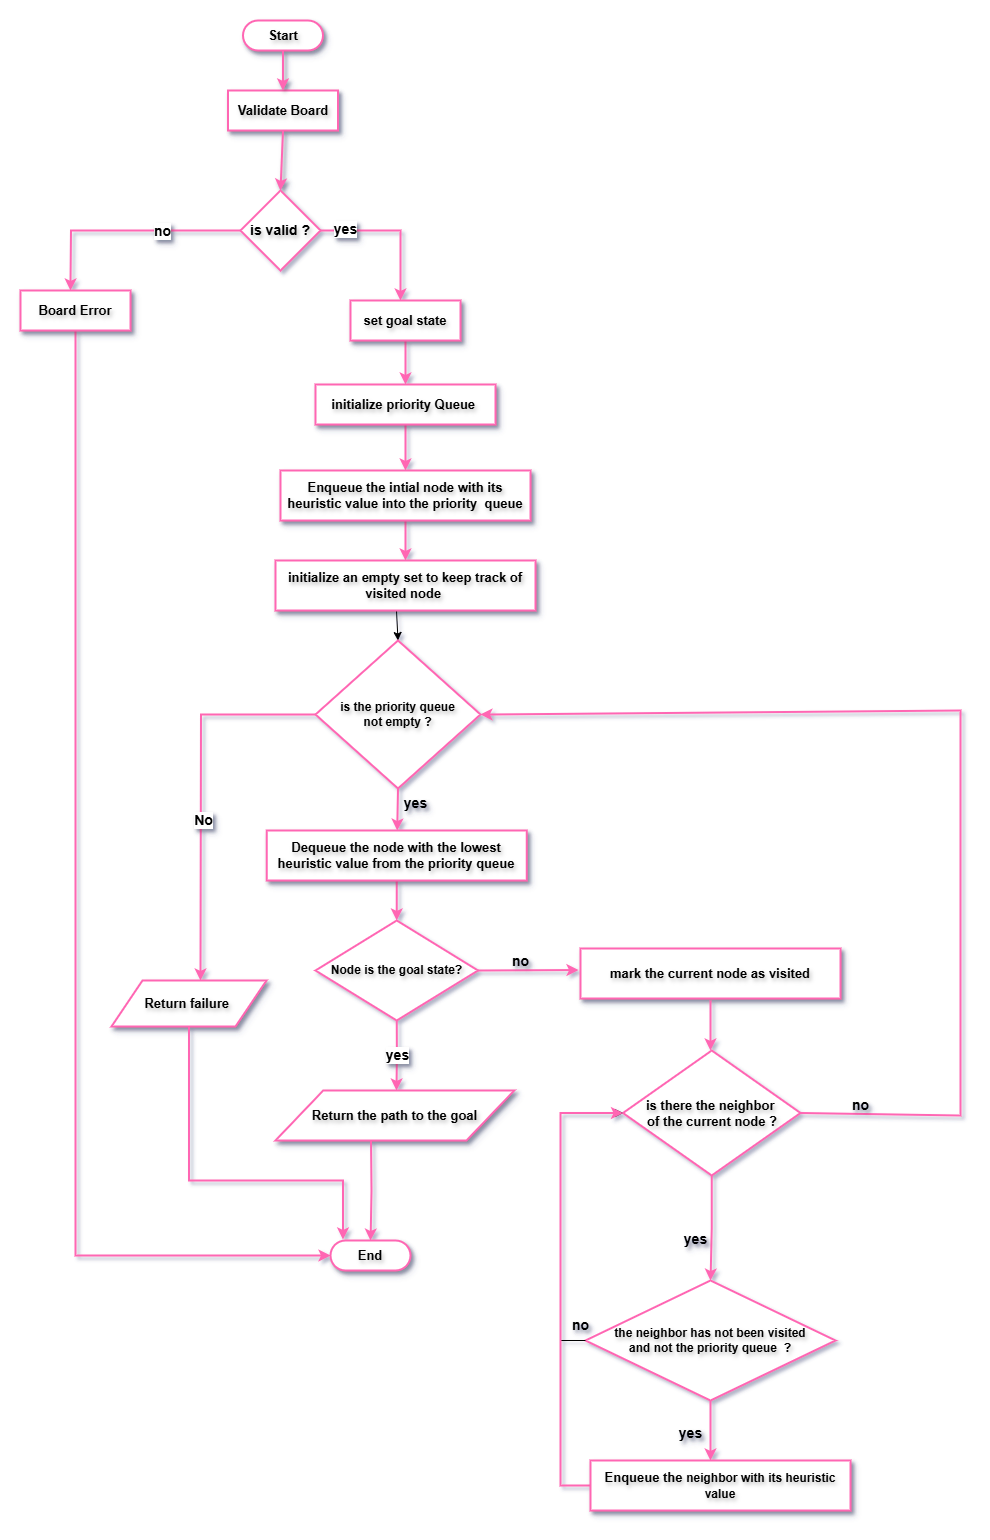 Start
Validate Board
is valid ?
no
yes
Board Error
set goal state
initialize priority Queue
Enqueue the intial node with its
heuristic value into the priority queue
initialize an empty set to keep track of
visited node
is the priority queue
not empty ?
yes
No
Dequeue the node with the lowest
heuristic value from the priority queue
Node is the goal state?
no
mark the current node as visited
Return failure
yes
Return the path to the goal
is there the neighbor
of the current node ?
no
yes
End
no
the neighbor has not been visited
and not the priority queue ?
yes
Enqueue the neighbor with its heuristic
value